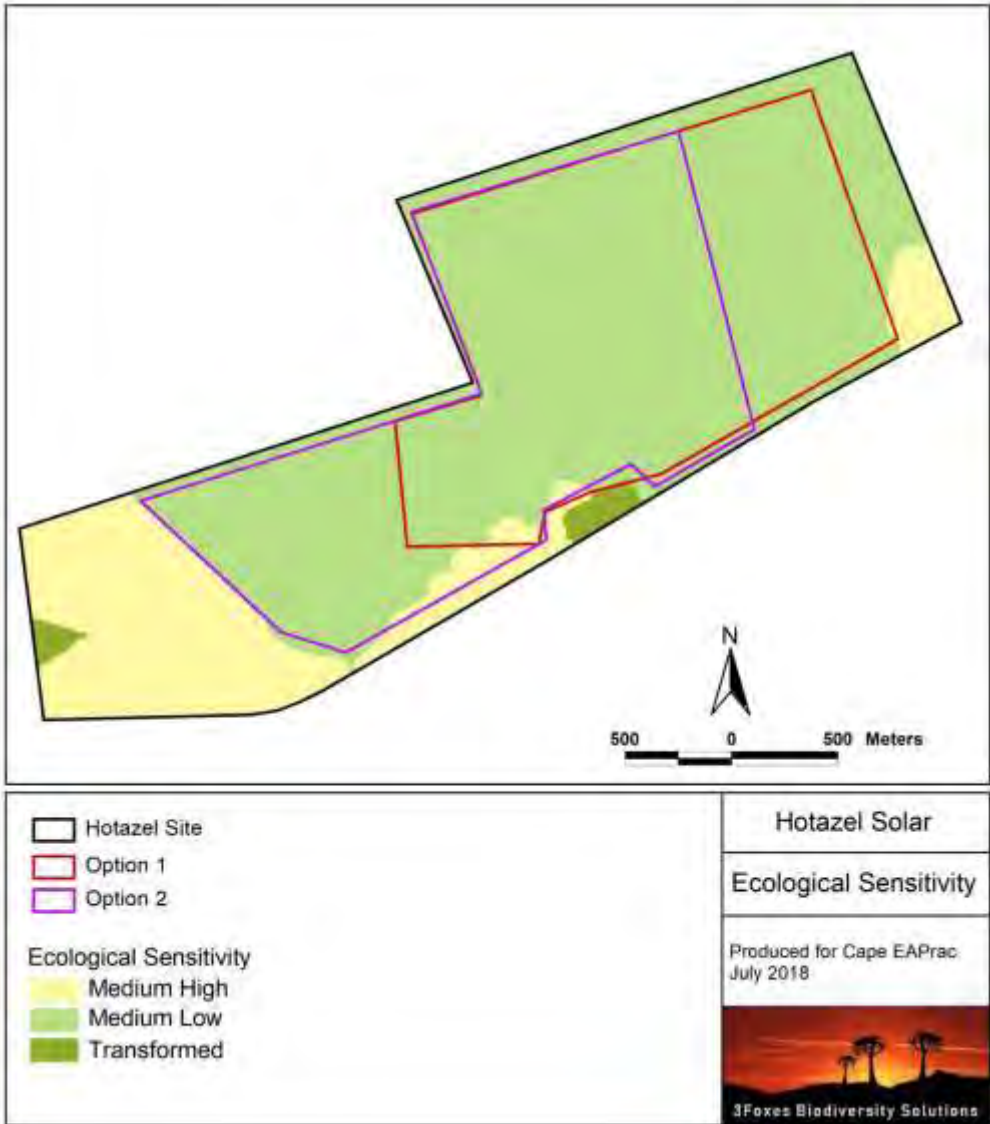 N
500 0 500 Meters
Hotazel Site
Option 1
Option 2
Ecological Sensitivity
Medium High
Medium Low
Transformed
Hotazel Solar
Ecological Sensitivity
Produced for Cape EAPrac
July 2018
3Foxes Biodiversity Solutions